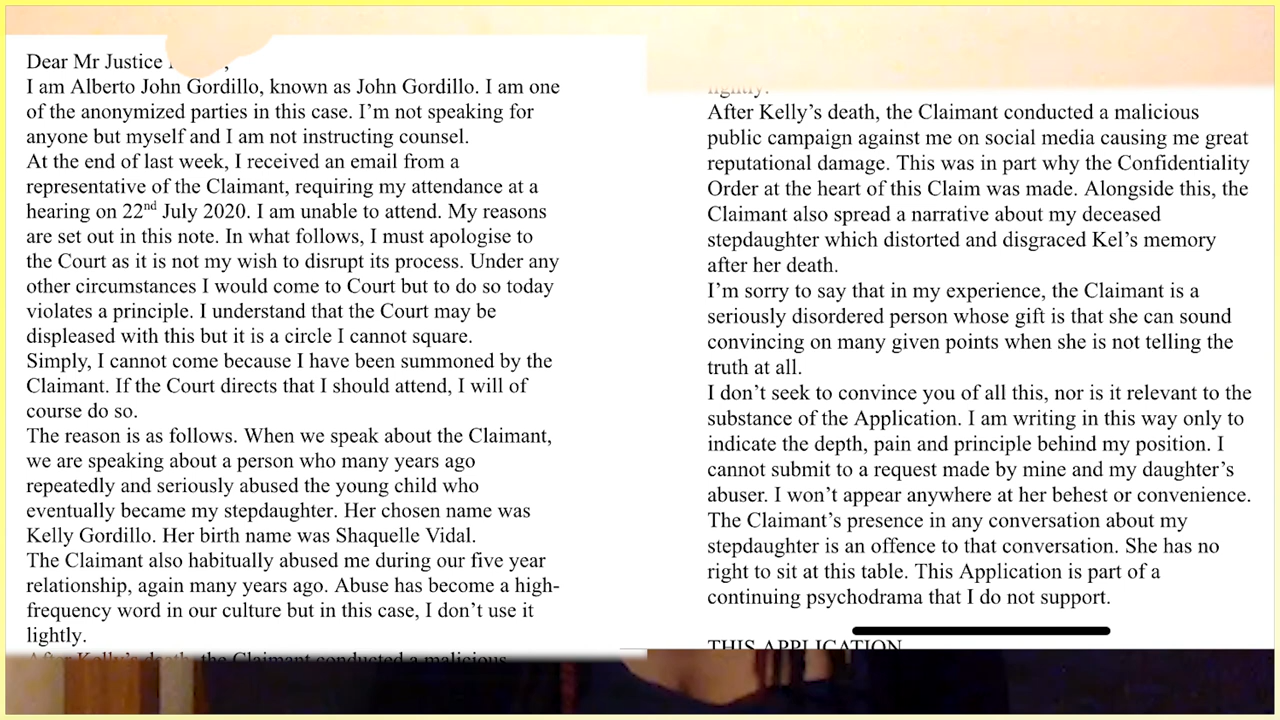 Dear Mr Justice
I am Alberto John Gordillo, known as John Gordillo. I am one
of the anonymized parties in this case. I’m not speaking for
anyone but myself and I am not instructing counsel.
At the end of last week, I received an email from a
representative of the Claimant, requiring my attendance at a
hearing on 22nd July 2020. I am unable to attend. My reasons
are set out in this note. In what follows, I must apologise to
the Court as it is not my wish to disrupt its process. Under any
other circumstances I would come to Court but to do so today
violates a principle. I understand that the Court may be
displeased with this but it is a circle I cannot square.
Simply, I cannot come because I have been summoned by the
Claimant. If the Court directs that I should attend, I will of
course do so.
The reason is as follows. When we speak about the Claimant,
we are speaking about a person who many years ago
repeatedly and seriously abused the young child who
eventually became my stepdaughter. Her chosen name was
Kelly Gordillo. Her birth name was Shaquelle Vidal.
The Claimant also habitually abused me during our five year
relationship, again many years ago. Abuse has become a high-
frequency word in our culture but in this case, I don’t use it
lightly.
After Kelly’s death, the Claimant conducted a malicious
lightly.
After Kelly’s death, the Claimant conducted a malicious
public campaign against me on social media causing me great
reputational damage. This was in part why the Confidentiality
Order at the heart of this Claim was made. Alongside this, the
Claimant also spread a narrative about my deceased
stepdaughter which distorted and disgraced Kel’s memory
after her death.
I’m sorry to say that in my experience, the Claimant is a
seriously disordered person whose gift is that she can sound
convincing on many given points when she is not telling the
truth at all.
I don’t seek to convince you of all this, nor is it relevant to the
substance of the Application. I am writing in this way only to
indicate the depth, pain and principle behind my position. I
cannot submit to a request made by mine and my daughter’s
abuser. I won’t appear anywhere at her behest or convenience.
The Claimant’s presence in any conversation about my
stepdaughter is an offence to that conversation. She has no
right to sit at this table. This Application is part of a
continuing psychodrama that I do not support.
THIS APPLICATION